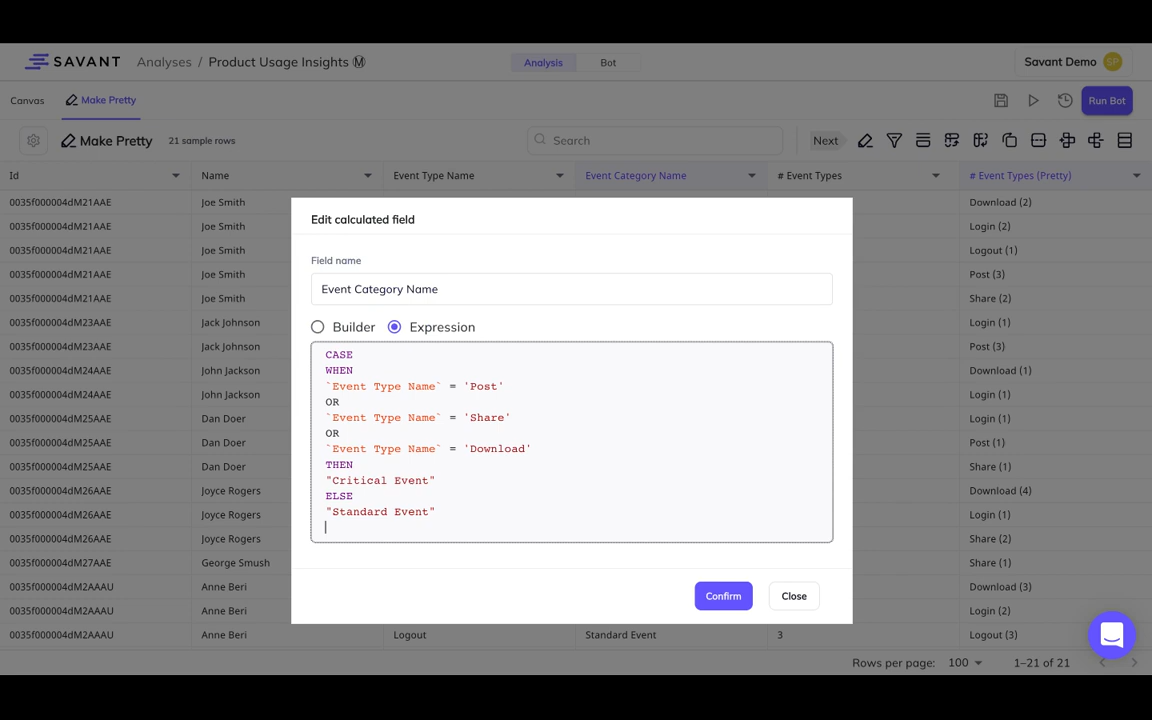 SAVANT Analyses / Product Usage Insights Ⓜ Analysis Bot Savant Demo SP
Canvas Make Pretty Run Bot
Make Pretty 21 sample rows Search Next
Id Name Event Type Name Event Category Name # Event Types # Event Types (Pretty)
0035f000004dM21AAE Joe Smith Download (2)
0035f000004dM21AAE Joe Smith Login (2)
0035f000004dM21AAE Joe Smith Logout (1)
0035f000004dM21AAE Joe Smith Post (3)
0035f000004dM21AAE Joe Smith Share (2)
0035f000004dM23AAE Jack Johnson Login (1)
0035f000004dM23AAE Jack Johnson Post (3)
0035f000004dM24AAE John Jackson Download (1)
0035f000004dM24AAE John Jackson Login (1)
0035f000004dM25AAE Dan Doer Login (1)
0035f000004dM25AAE Dan Doer Post (1)
0035f000004dM25AAE Dan Doer Share (1)
0035f000004dM26AAE Joyce Rogers Download (4)
0035f000004dM26AAE Joyce Rogers Login (1)
0035f000004dM26AAE Joyce Rogers Share (2)
0035f000004dM27AAE George Smush Share (1)
0035f000004dM2AAAU Anne Beri Download (3)
0035f000004dM2AAAU Anne Beri Login (2)
0035f000004dM2AAAU Anne Beri Logout Standard Event 3 Logout (3)
Edit calculated field
Field name
Event Category Name
Builder Expression
CASE
WHEN
`Event Type Name` = 'Post'
OR
`Event Type Name` = 'Share'
OR
`Event Type Name` = 'Download'
THEN
"Critical Event"
ELSE
"Standard Event"
Confirm Close
Rows per page: 100 1–21 of 21